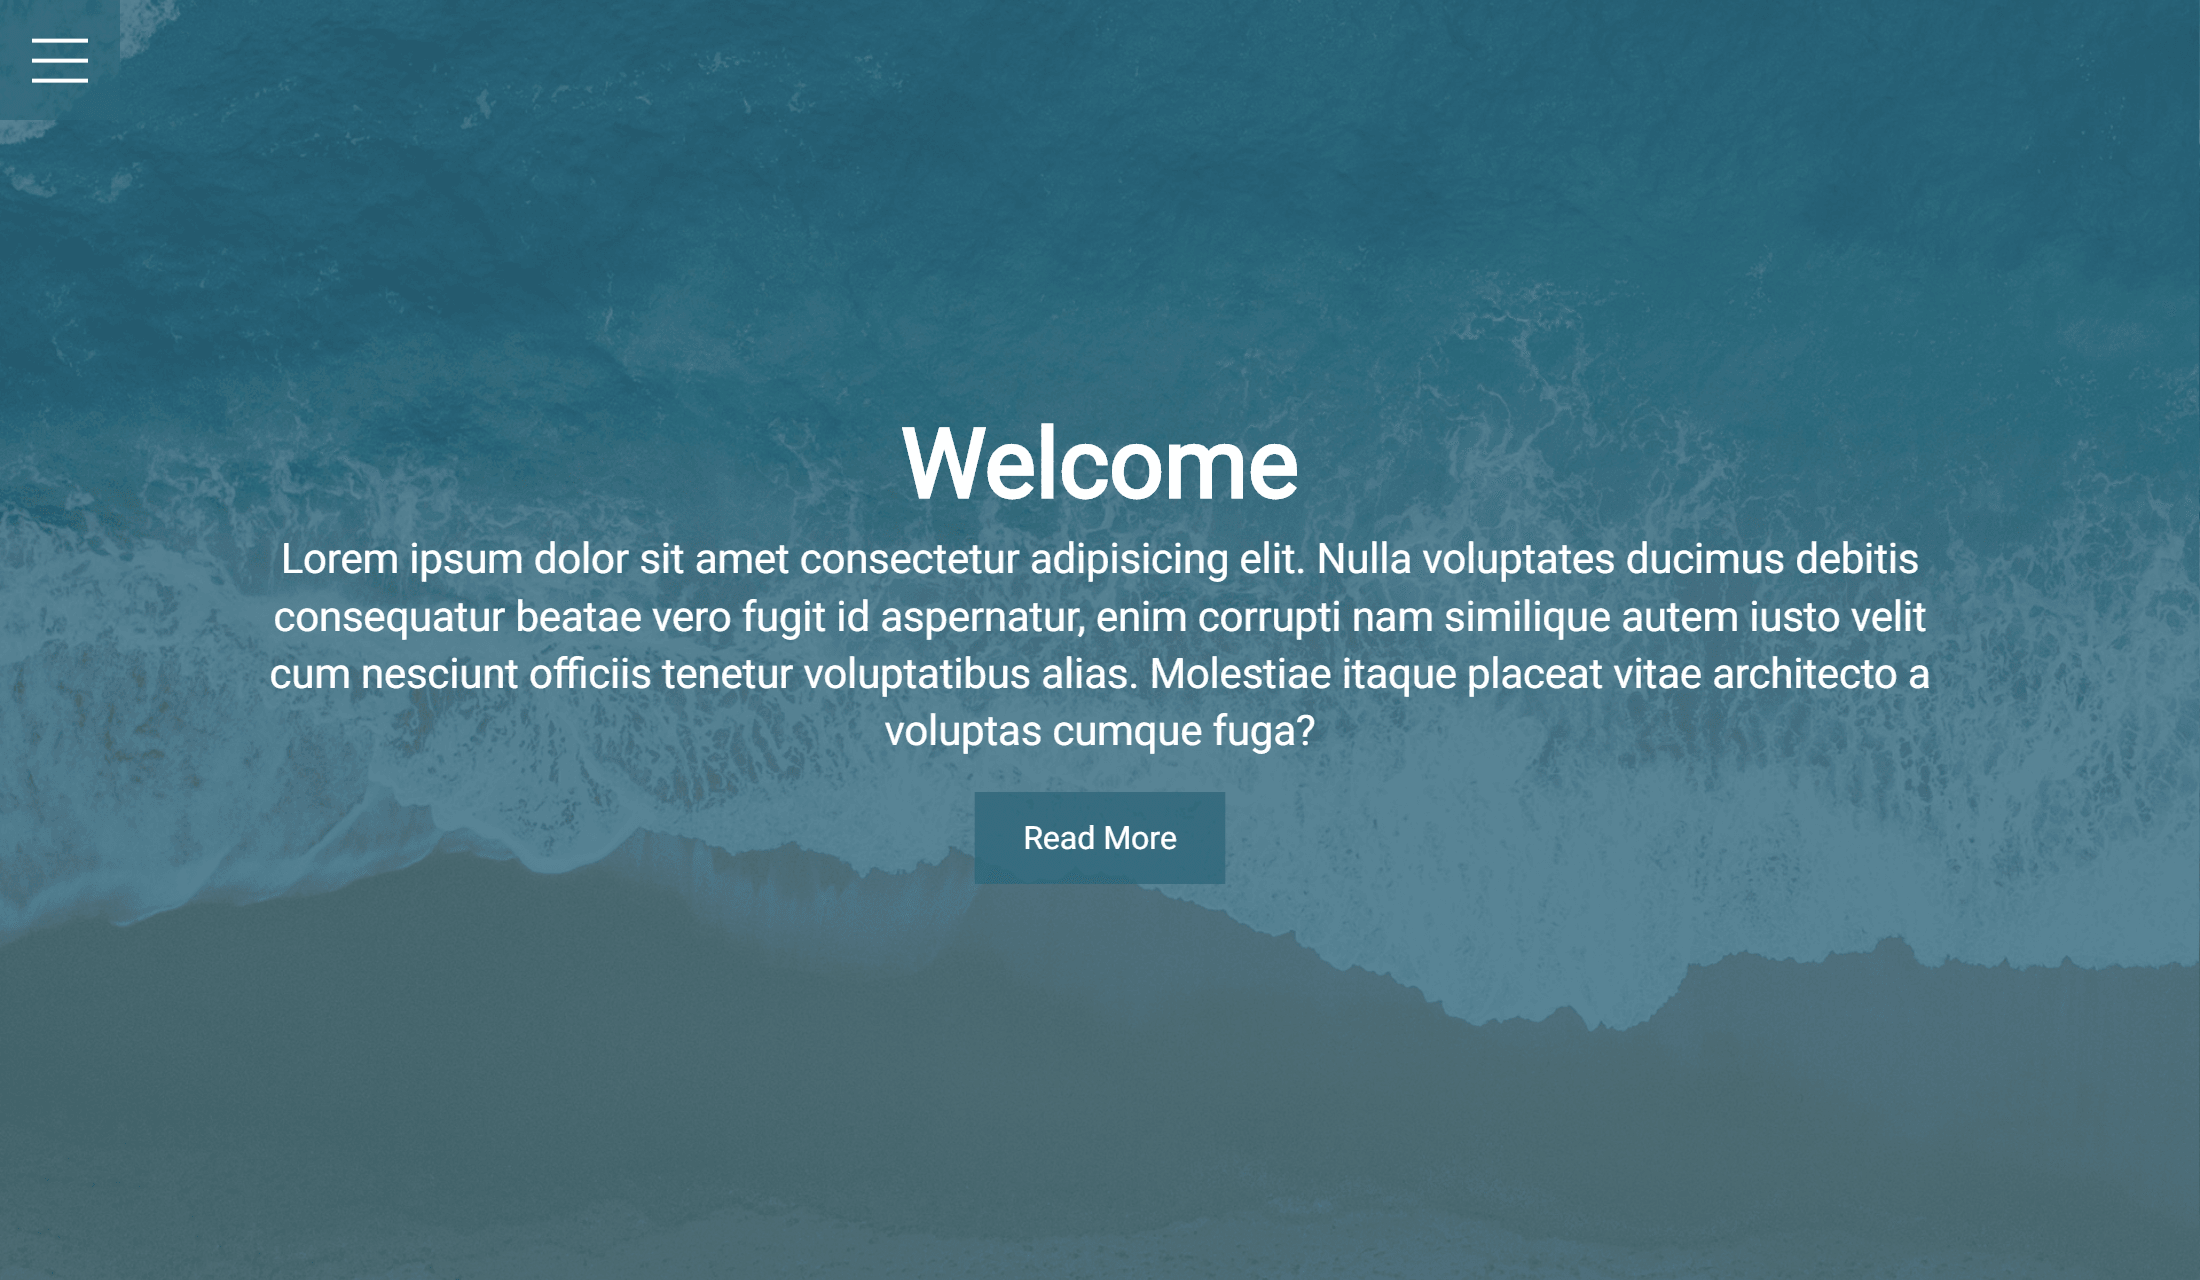 Welcome
Lorem ipsum dolor sit amet consectetur adipisicing elit. Nulla voluptates ducimus debitis
consequatur beatae vero fugit id aspernatur, enim corrupti nam similique autem iusto velit
cum nesciunt officiis tenetur voluptatibus alias. Molestiae itaque placeat vitae architecto a
voluptas cumque fuga?
Read More